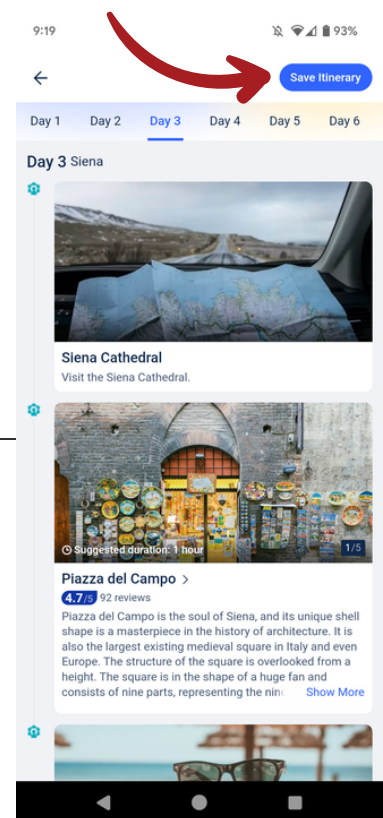 9:19
93%
Save Itinerary
Day 1 Day 2 Day 3 Day 4 Day 5 Day 6
Day 3 Siena
Siena Cathedral
Visit the Siena Cathedral.
Suggested duration: 1 hour
1/5
Piazza del Campo >
4.7/5 92 reviews
Piazza del Campo is the soul of Siena, and its unique shell
shape is a masterpiece in the history of architecture. It is
also the largest existing medieval square in Italy and even
Europe. The structure of the square is overlooked from a
height. The square is in the shape of a huge fan and
consists of nine parts, representing the nin
Show More